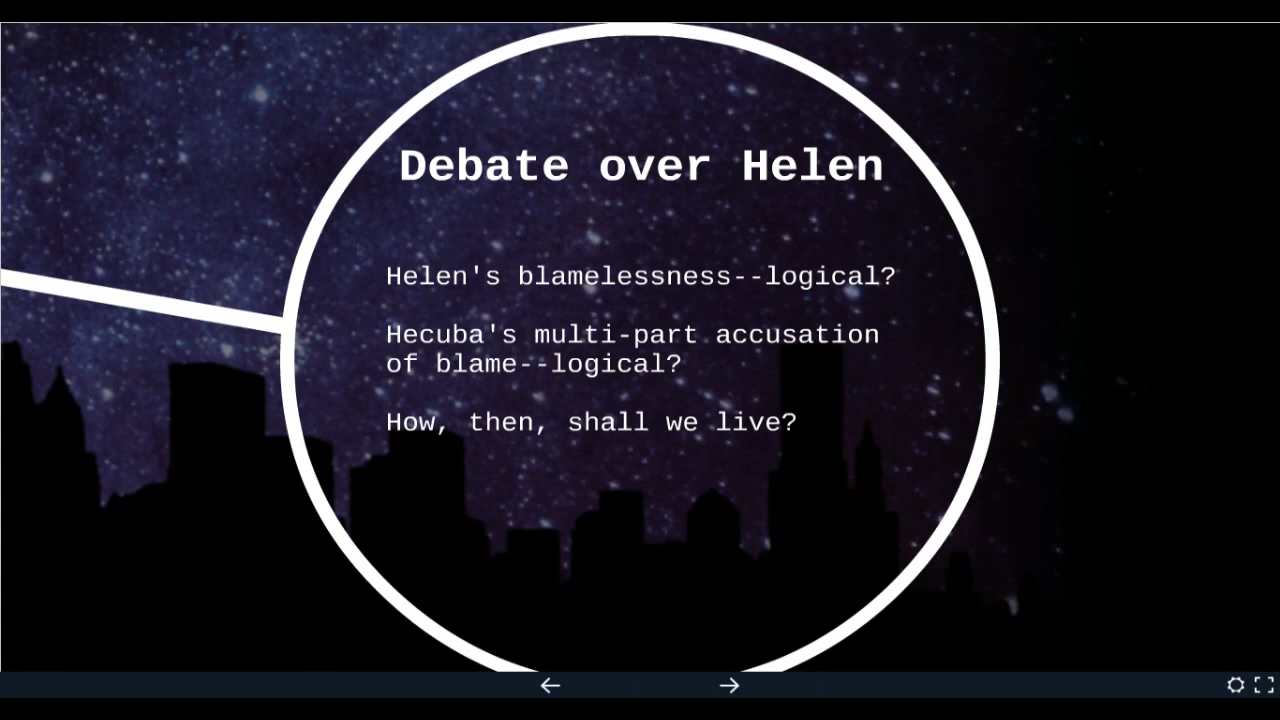 Debate over Helen
Helen's blamelessness--logical?
Hecuba's multi-part accusation
of blame--logical?
How, then, shall we live?